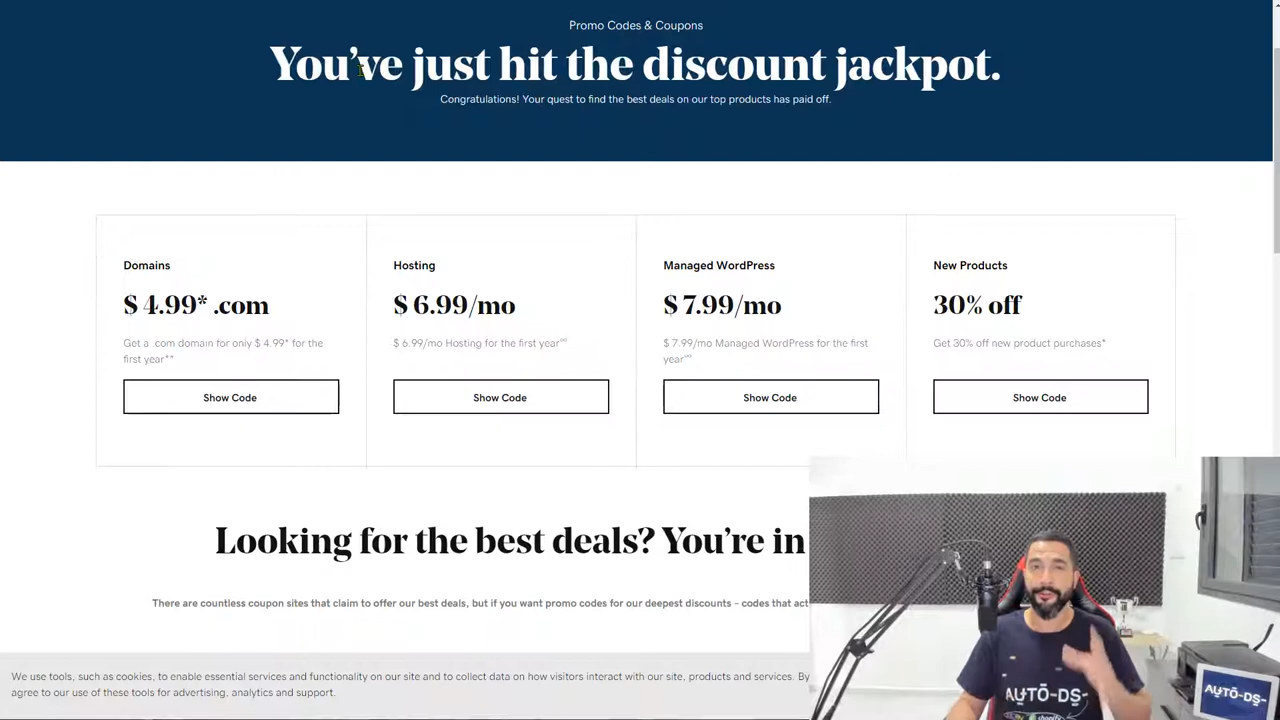 Promo Codes & Coupons
You've just hit the discount jackpot.
Congratulations! Your quest to find the best deals on our top products has paid off.
Domains
$ 4.99* .com
Get a .com domain for only $ 4.99* for the
first year**
Show Code
Hosting
$ 6.99/mo
$ 6.99/mo Hosting for the first year
Show Code
Managed WordPress
$ 7.99/mo
$ 7.99/mo Managed WordPress for the first
year
Show Code
New Products
30% off
Get 30% off new product purchases*
Show Code
Looking for the best deals? You're in
There are countless coupon sites that claim to offer our best deals, but if you want promo codes for our deepest discounts – codes that act
We use tools, such as cookies, to enable essential services and functionality on our site and to collect data on how visitors interact with our site, products and services. By
agree to our use of these tools for advertising, analytics and support.
AUTŌ-DS-
shopify
AUTŌ-DS-